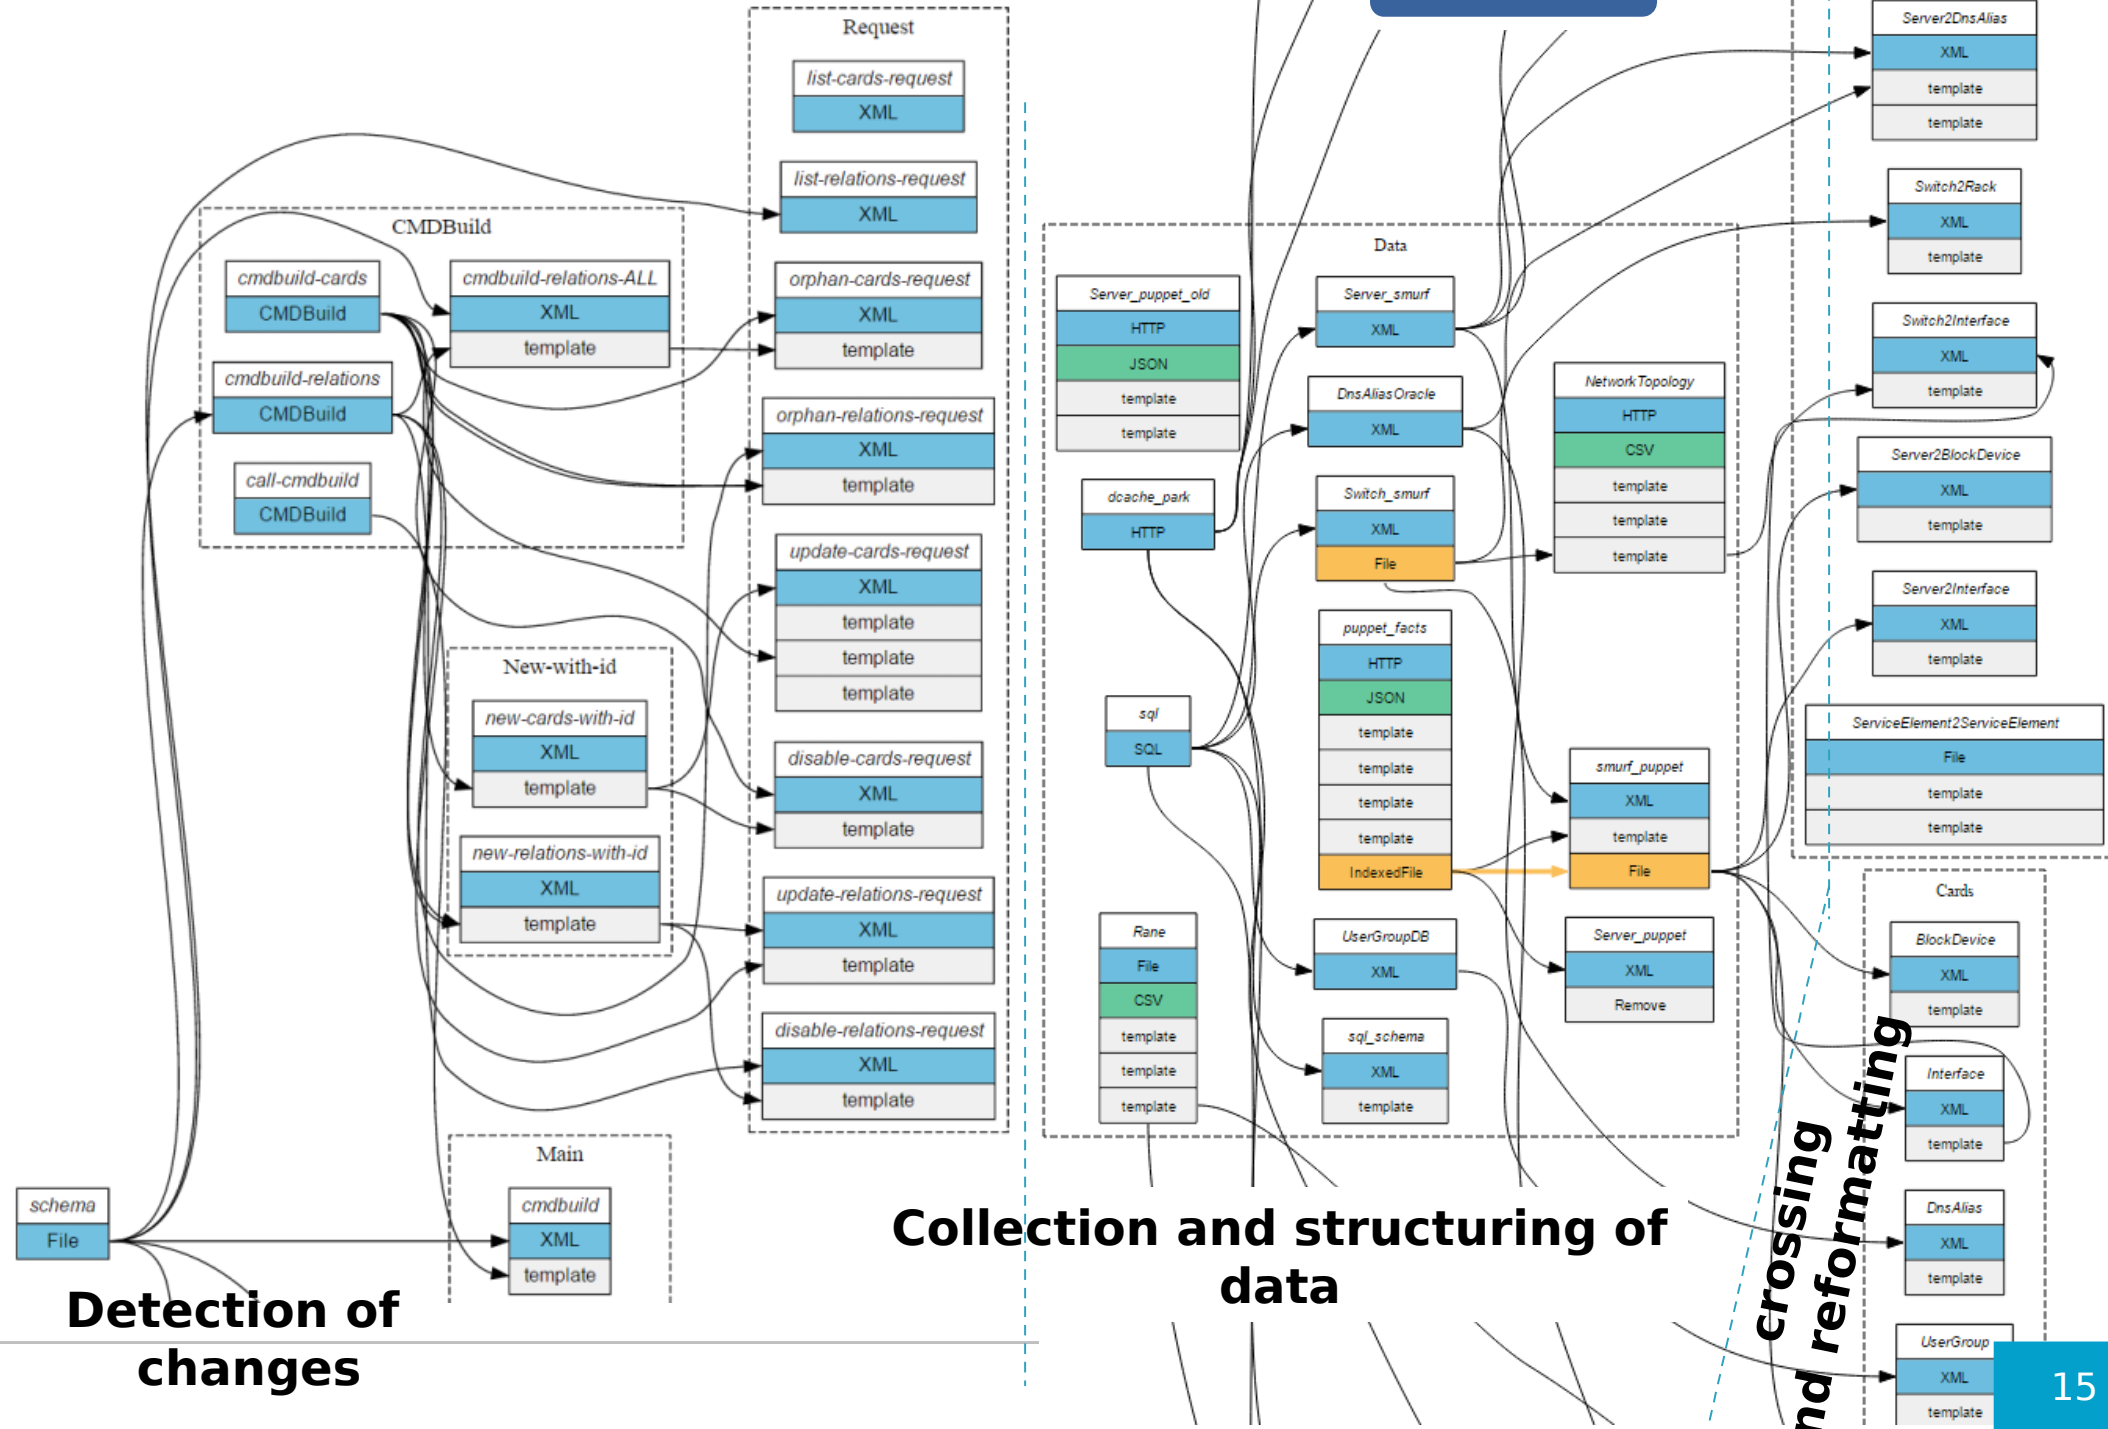 Request
list-cards-request
XML
list-relations-request
XML
orphan-cards-request
XML
template
orphan-relations-request
XML
template
update-cards-request
XML
template
template
template
disable-cards-request
XML
template
update-relations-request
XML
template
disable-relations-request
XML
template
CMDBuild
cmdbuild-cards
CMDBuild
cmdbuild-relations-ALL
XML
template
cmdbuild-relations
CMDBuild
call-cmdbuild
CMDBuild
New-with-id
new-cards-with-id
XML
template
new-relations-with-id
XML
template
Main
cmdbuild
XML
template
schema
File
Detection of
changes
Data
Server_puppet_old
HTTP
JSON
template
template
dcache_park
HTTP
sql
SQL
Rane
File
CSV
template
template
template
Server_smurf
XML
DnsAliasOracle
XML
Switch_smurf
XML
File
puppet_facts
HTTP
JSON
template
template
template
template
IndexedFile
UserGroupDB
XML
sql_schema
XML
template
NetworkTopology
HTTP
CSV
template
template
template
smurf_puppet
XML
template
File
Server_puppet
XML
Remove
Collection and structuring of
data
Server2DnsAlias
XML
template
template
Switch2Rack
XML
template
Switch2Interface
XML
template
Server2BlockDevice
XML
template
Server2Interface
XML
template
ServiceElement2ServiceElement
File
template
template
Cards
BlockDevice
XML
template
Interface
XML
template
DnsAlias
XML
template
UserGroup
XML
template
crossing
nd reformatting
15